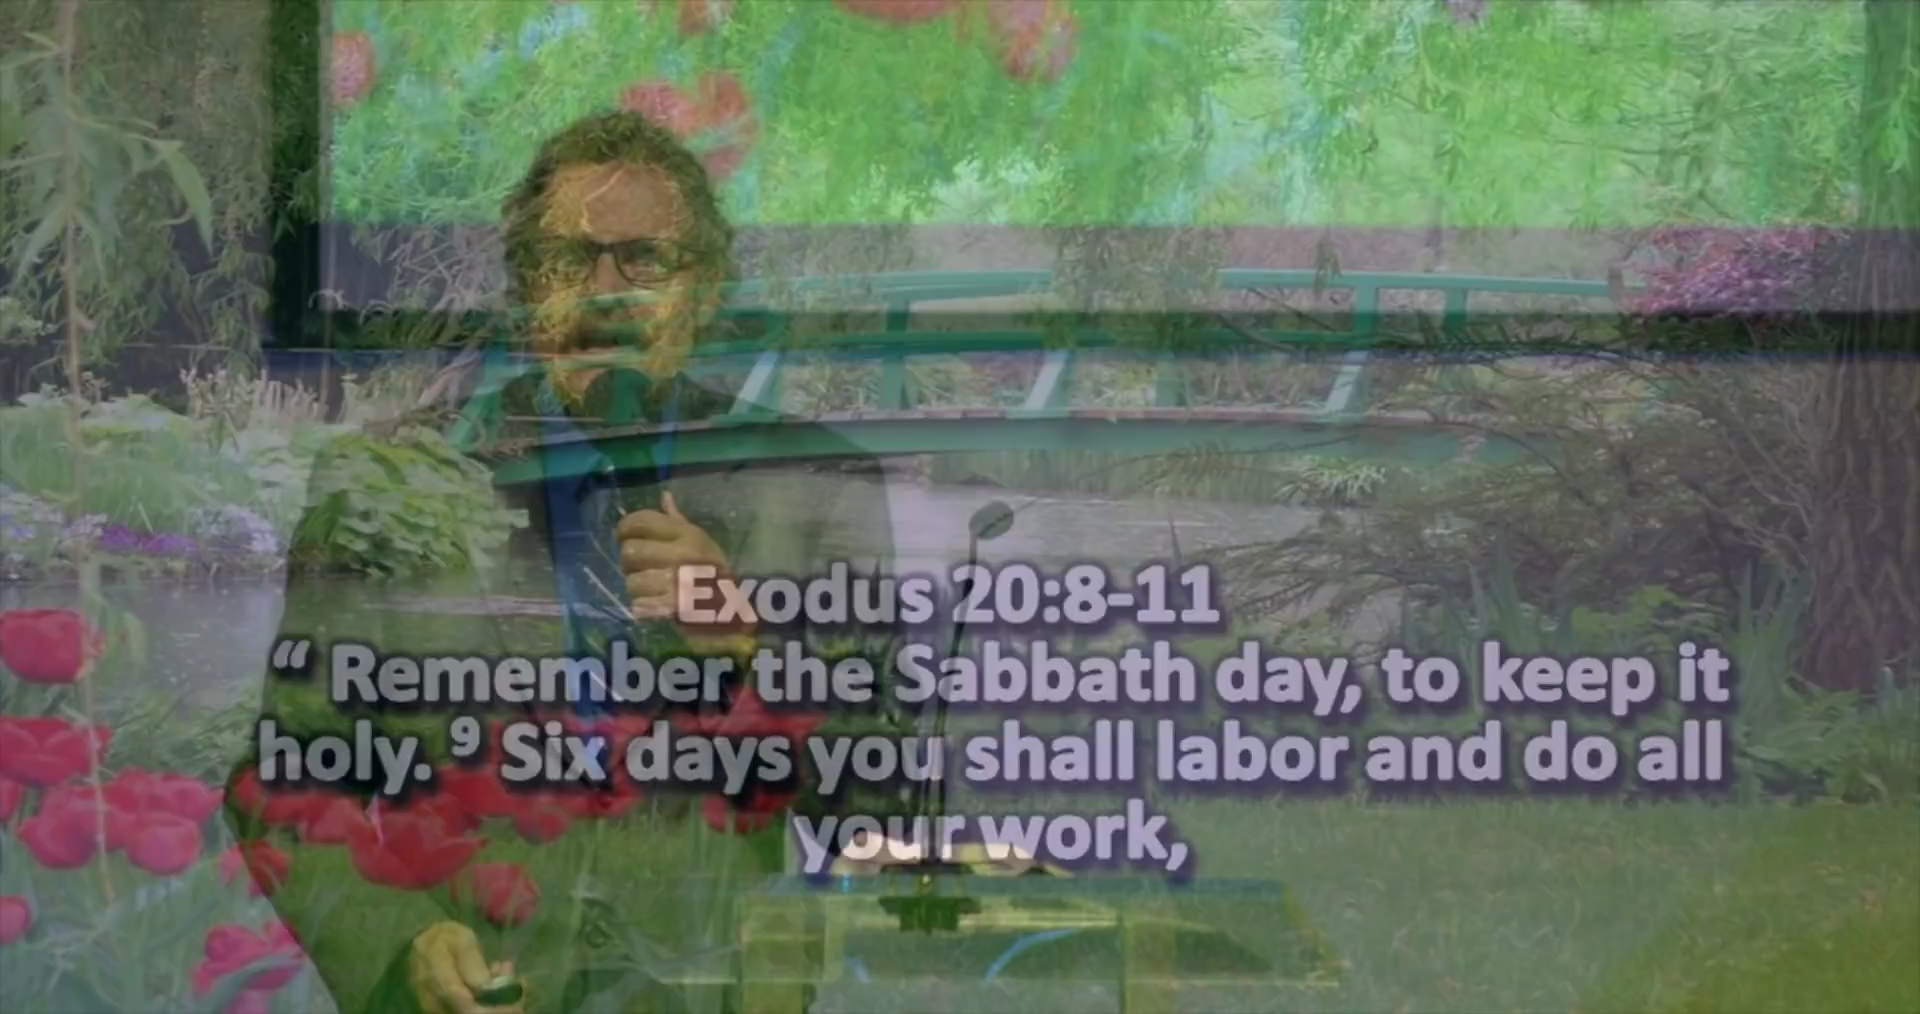 Exodus 20:8-11
“ Remember the Sabbath day, to keep it
holy. ⁹ Six days you shall labor and do all
your work,